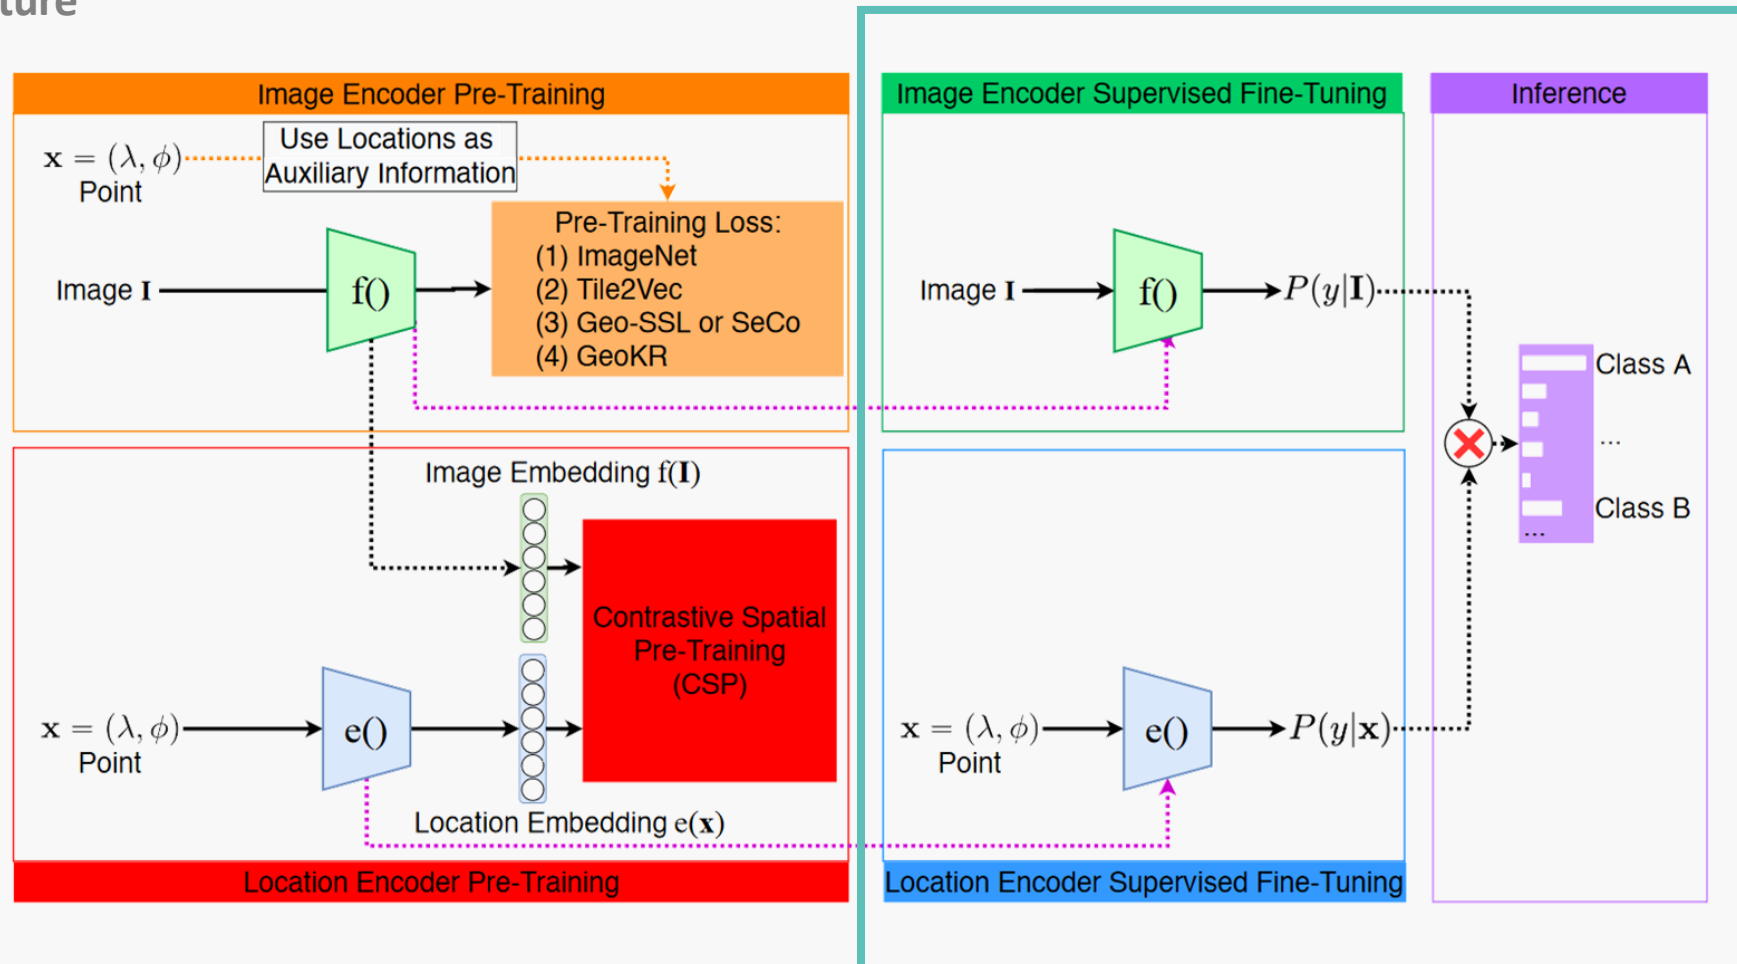 Image Encoder Pre-Training
x = (λ, ϕ)
Point
Use Locations as
Auxiliary Information
Image I
f()
Pre-Training Loss:
(1) ImageNet
(2) Tile2Vec
(3) Geo-SSL or SeCo
(4) GeoKR
Image Embedding f(I)
Contrastive Spatial
Pre-Training
(CSP)
x = (λ, ϕ)
Point
e()
Location Embedding e(x)
Location Encoder Pre-Training
Image Encoder Supervised Fine-Tuning
Image I
f()
P(y|I)
x = (λ, ϕ)
Point
e()
P(y|x)
Location Encoder Supervised Fine-Tuning
Inference
Class A
...
Class B
...